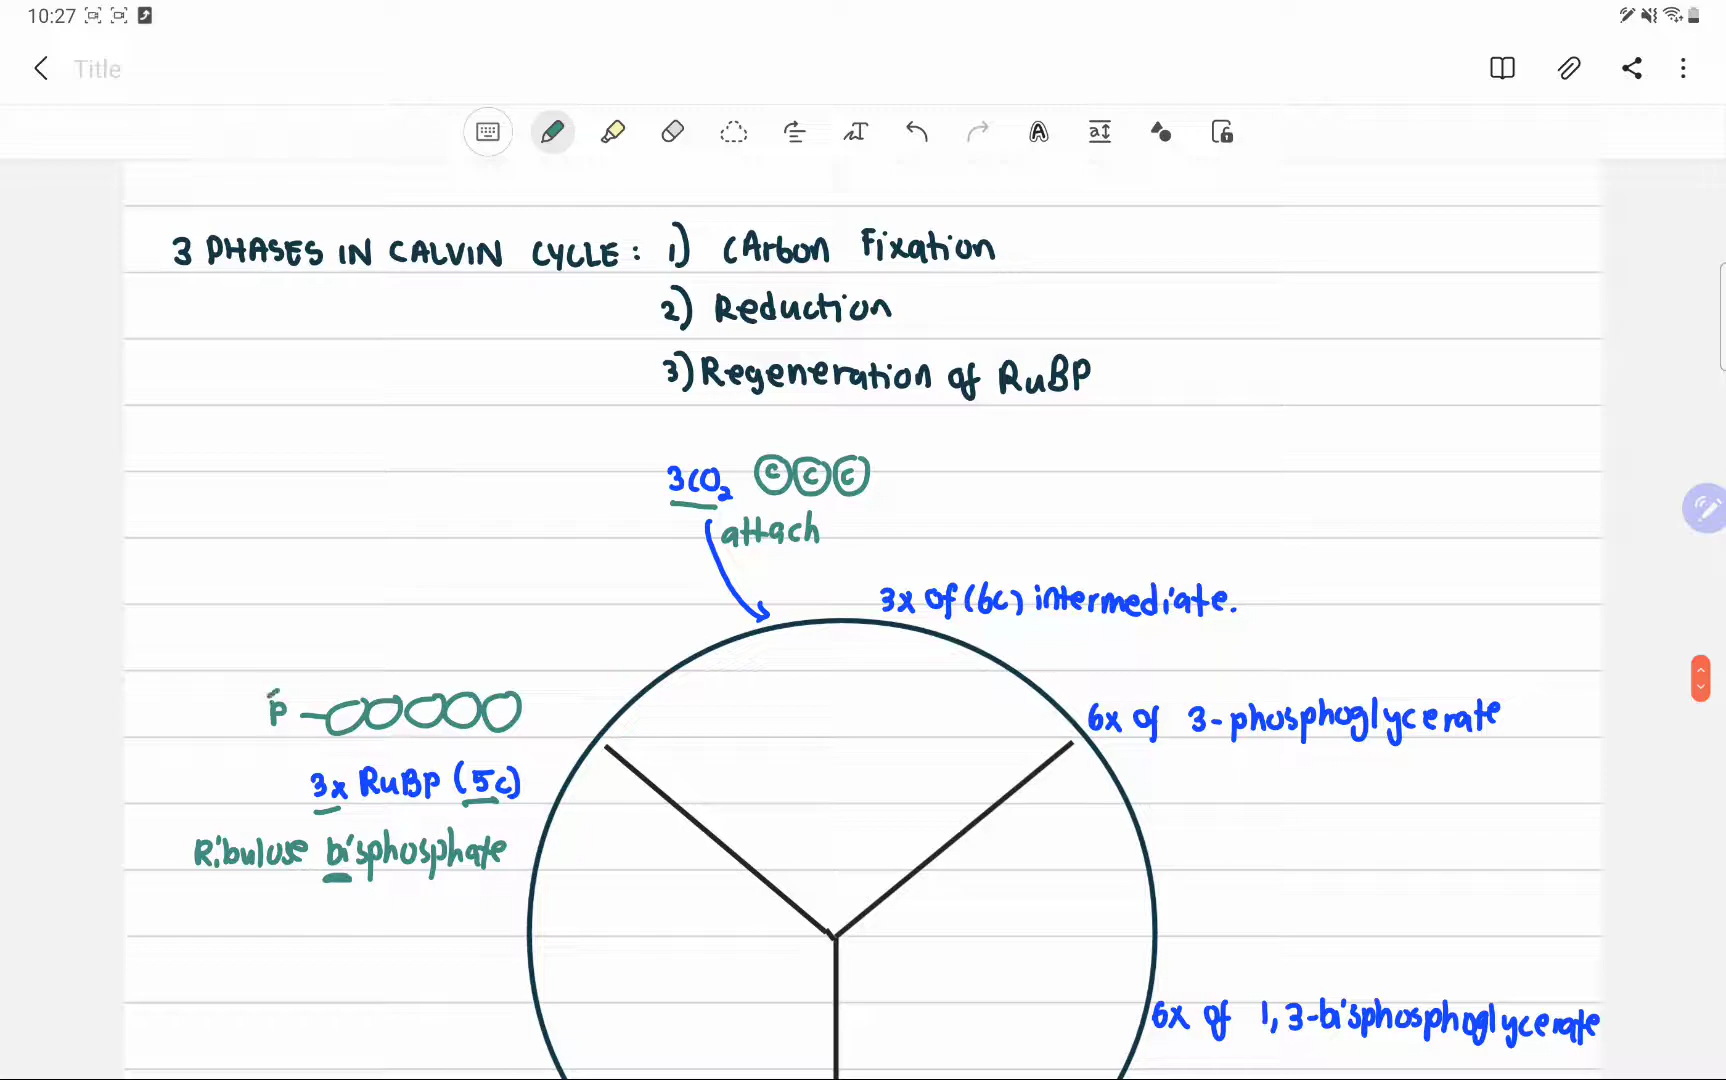 10:27
Title
3 PHASES IN CALVIN CYCLE: 1) CArbon Fixation
2) Reduction
3) Regeneration of RuBP
3CO2 C C C
attach
3x of (6c) intermediate.
P
6x of 3-phosphoglycerate
3x RuBP (5c)
Ribulose bisphosphate
6x of 1,3-bisphosphoglycerate